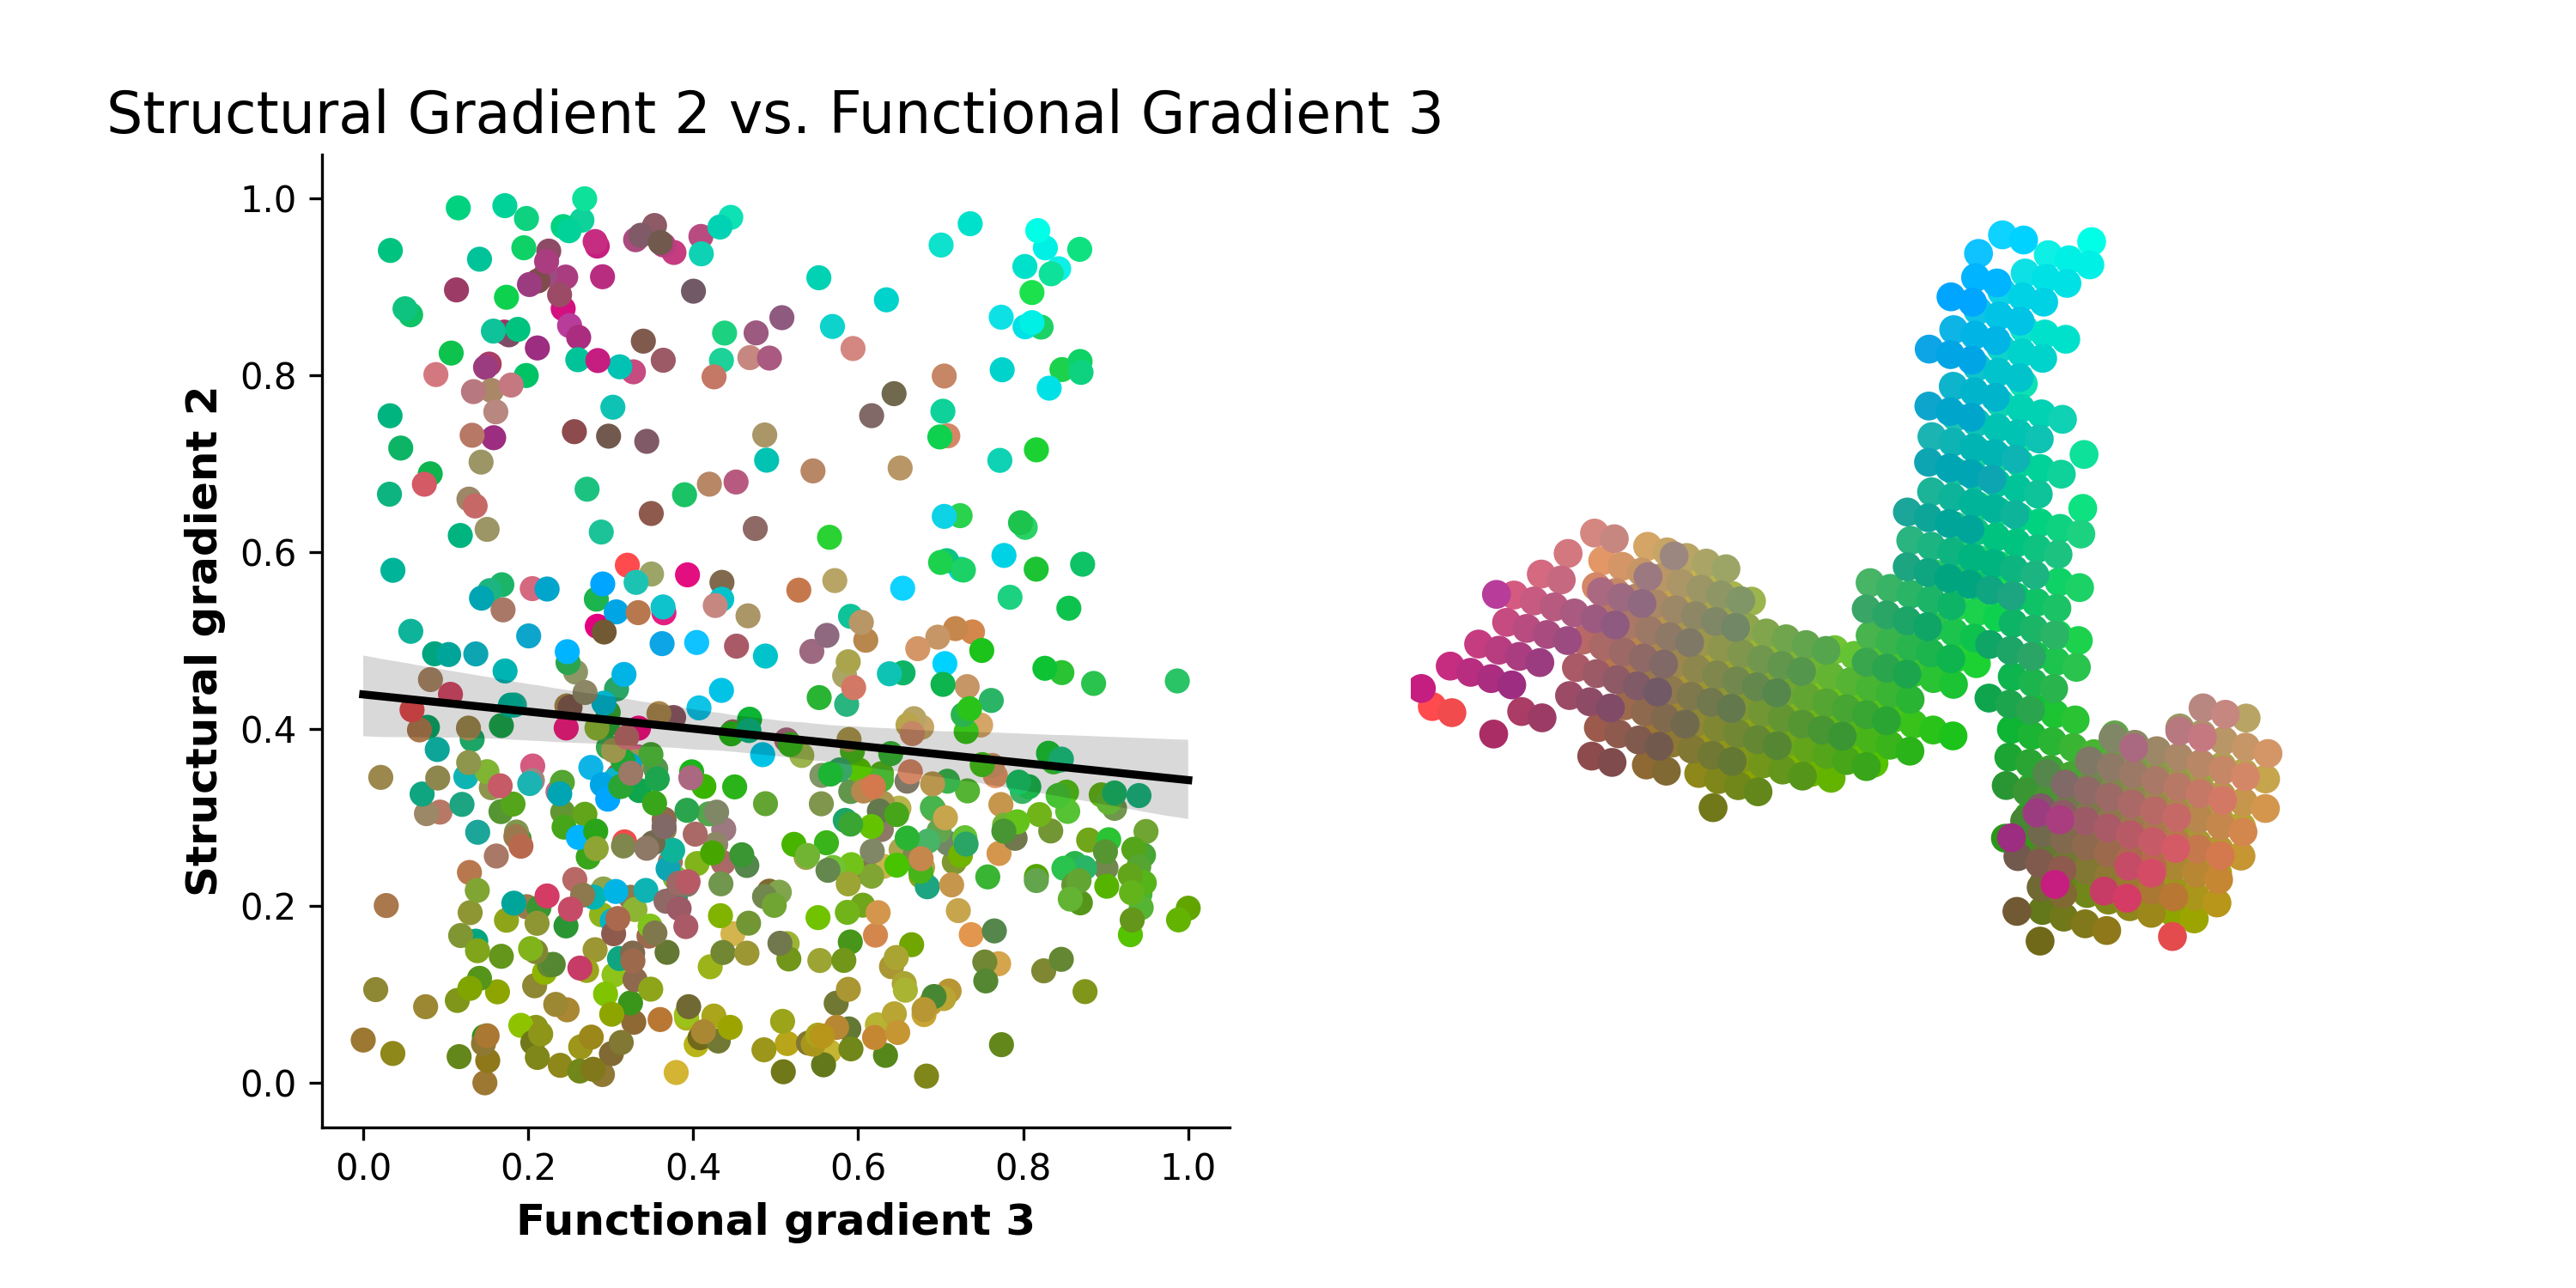 Structural Gradient 2 vs. Functional Gradient 3
Structural gradient 2
1.0
0.8
0.6
0.4
0.2
0.0
0.0 0.2 0.4 0.6 0.8 1.0
Functional gradient 3